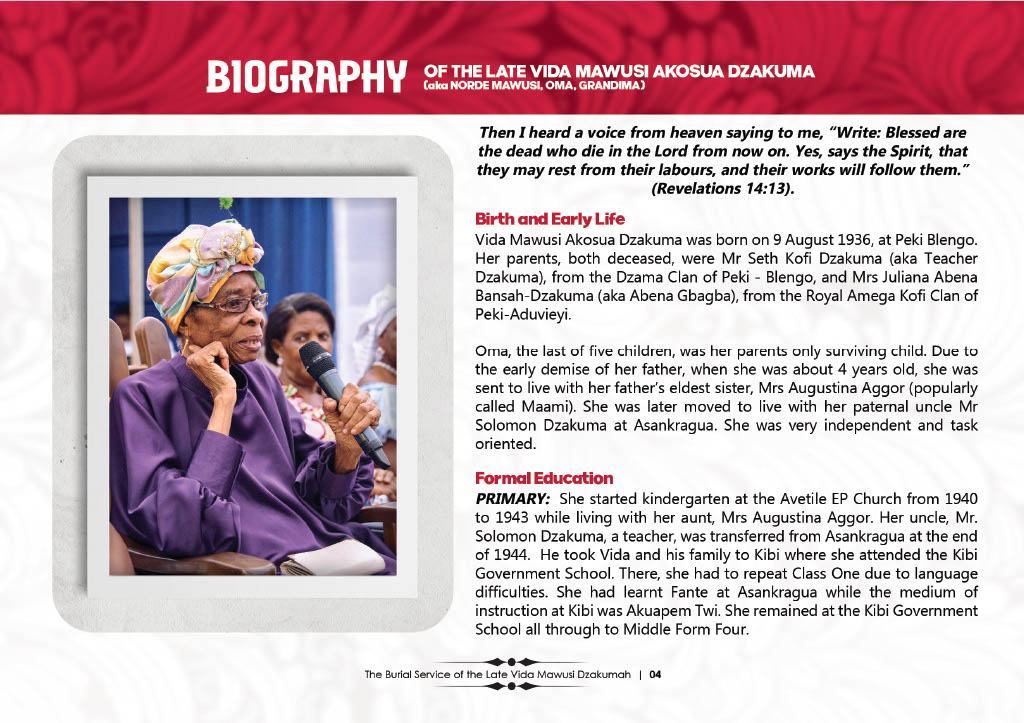 BIOGRAPHY OF THE LATE VIDA MAWUSI AKOSUA DZAKUMA
(aka NORDE MAWUSI, OMA, GRANDIMA)
Then I heard a voice from heaven saying to me, “Write: Blessed are
the dead who die in the Lord from now on. Yes, says the Spirit, that
they may rest from their labours, and their works will follow them.”
(Revelations 14:13).
Birth and Early Life
Vida Mawusi Akosua Dzakuma was born on 9 August 1936, at Peki Blengo.
Her parents, both deceased, were Mr Seth Kofi Dzakuma (aka Teacher
Dzakuma), from the Dzama Clan of Peki - Blengo, and Mrs Juliana Abena
Bansah-Dzakuma (aka Abena Gbagba), from the Royal Amega Kofi Clan of
Peki-Aduvieyi.
Oma, the last of five children, was her parents only surviving child. Due to
the early demise of her father, when she was about 4 years old, she was
sent to live with her father’s eldest sister, Mrs Augustina Aggor (popularly
called Maami). She was later moved to live with her paternal uncle Mr
Solomon Dzakuma at Asankragua. She was very independent and task
oriented.
Formal Education
PRIMARY: She started kindergarten at the Avetile EP Church from 1940
to 1943 while living with her aunt, Mrs Augustina Aggor. Her uncle, Mr.
Solomon Dzakuma, a teacher, was transferred from Asankragua at the end
of 1944. He took Vida and his family to Kibi where she attended the Kibi
Government School. There, she had to repeat Class One due to language
difficulties. She had learnt Fante at Asankragua while the medium of
instruction at Kibi was Akuapem Twi. She remained at the Kibi Government
School all through to Middle Form Four.
The Burial Service of the Late Vida Mawusi Dzakumah | 04